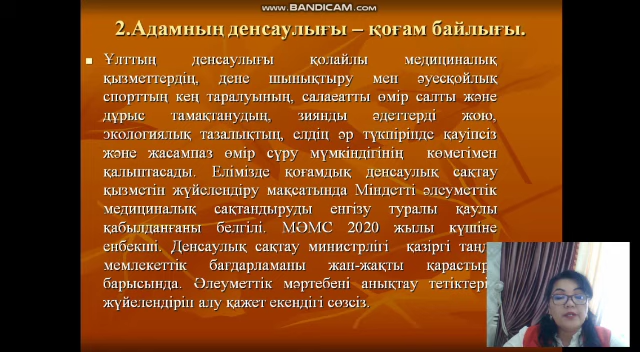 WWW.BANDICAM.COM
2.Адамның денсаулығы – қоғам байлығы.
Ұлттың денсаулығы қолайлы медициналық
қызметтердің, дене шынықтыру мен әуесқойлық
спорттың кең таралуының, салаеатты өмір салты және
дұрыс тамақтанудың, зиянды әдеттерді жою,
экологиялық тазалықтың, елдің әр түкпірінде қауіпсіз
және жасампаз өмір сүру мүмкіндігінің көмегімен
қалыптасады. Елімізде қоғамдық денсаулық сақтау
қызметін жүйелендіру мақсатында Міндетті әлеуметтік
медициналық сақтандыруды енгізу туралы қаулы
қабылданғаны белгілі. МӘМС 2020 жылы күшіне
енбекші. Денсаулық сақтау министрлігі қазіргі таңда
мемлекеттік бағдарламаны жан-жақты
барысында. Әлеуметтік мәртебені анықтау
жүйелендіріп алу қажет екендігі сөзсіз.